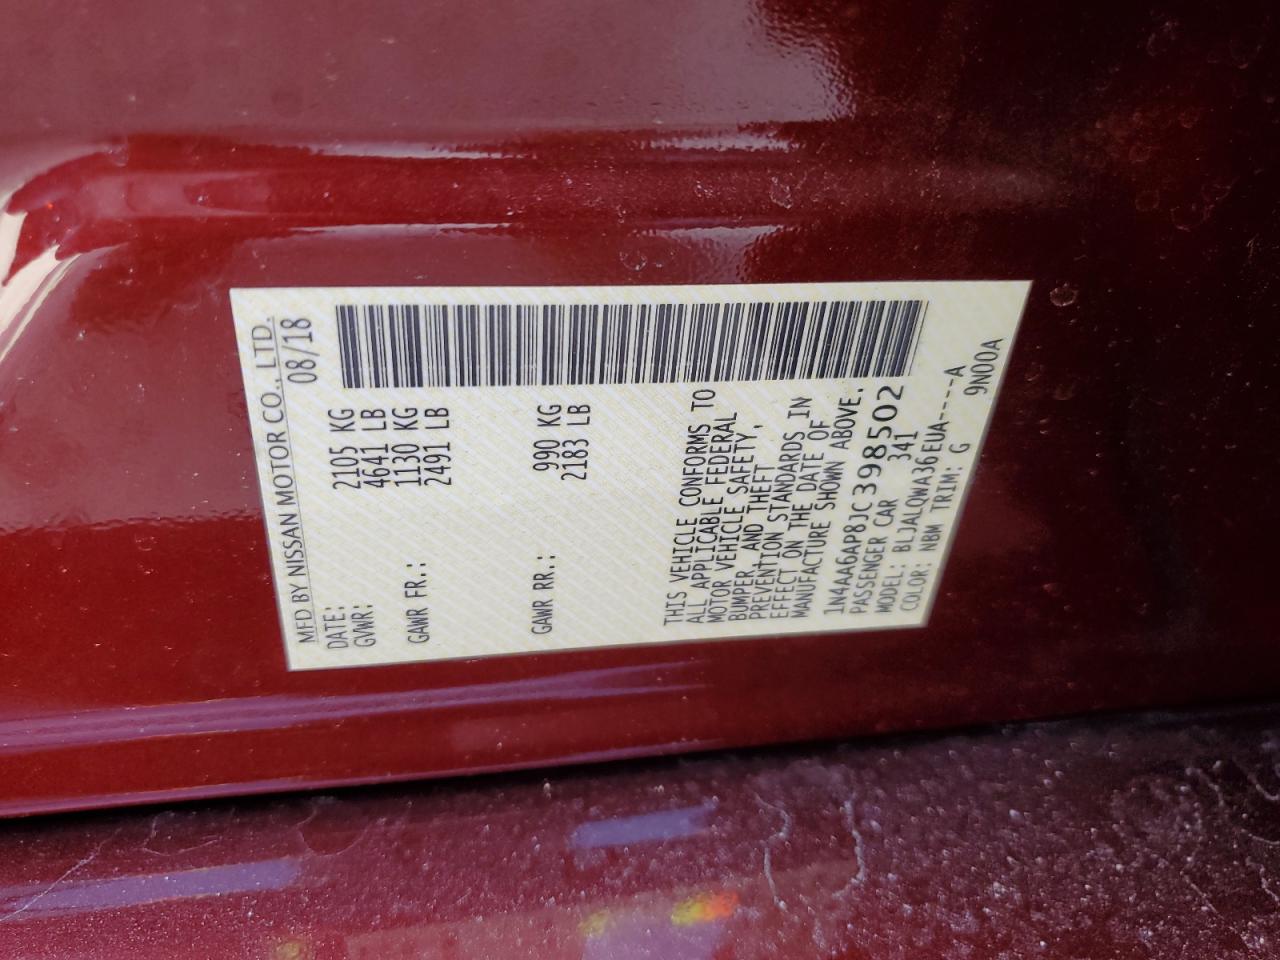 MFD BY NISSAN MOTOR CO., LTD.
DATE: 08/18
GVWR: 2105 KG
4641 LB
GAWR FR.: 1130 KG
2491 LB
GAWR RR.: 990 KG
2183 LB
THIS VEHICLE CONFORMS TO
ALL APPLICABLE FEDERAL
MOTOR VEHICLE SAFETY,
BUMPER, AND THEFT
PREVENTION STANDARDS IN
EFFECT ON THE DATE OF
MANUFACTURE SHOWN ABOVE.
1N4AA6AP8JC398502
PASSENGER CAR 341
MODEL: BLJALQWA36EUA----A
COLOR: NBM TRIM: G 9N00A